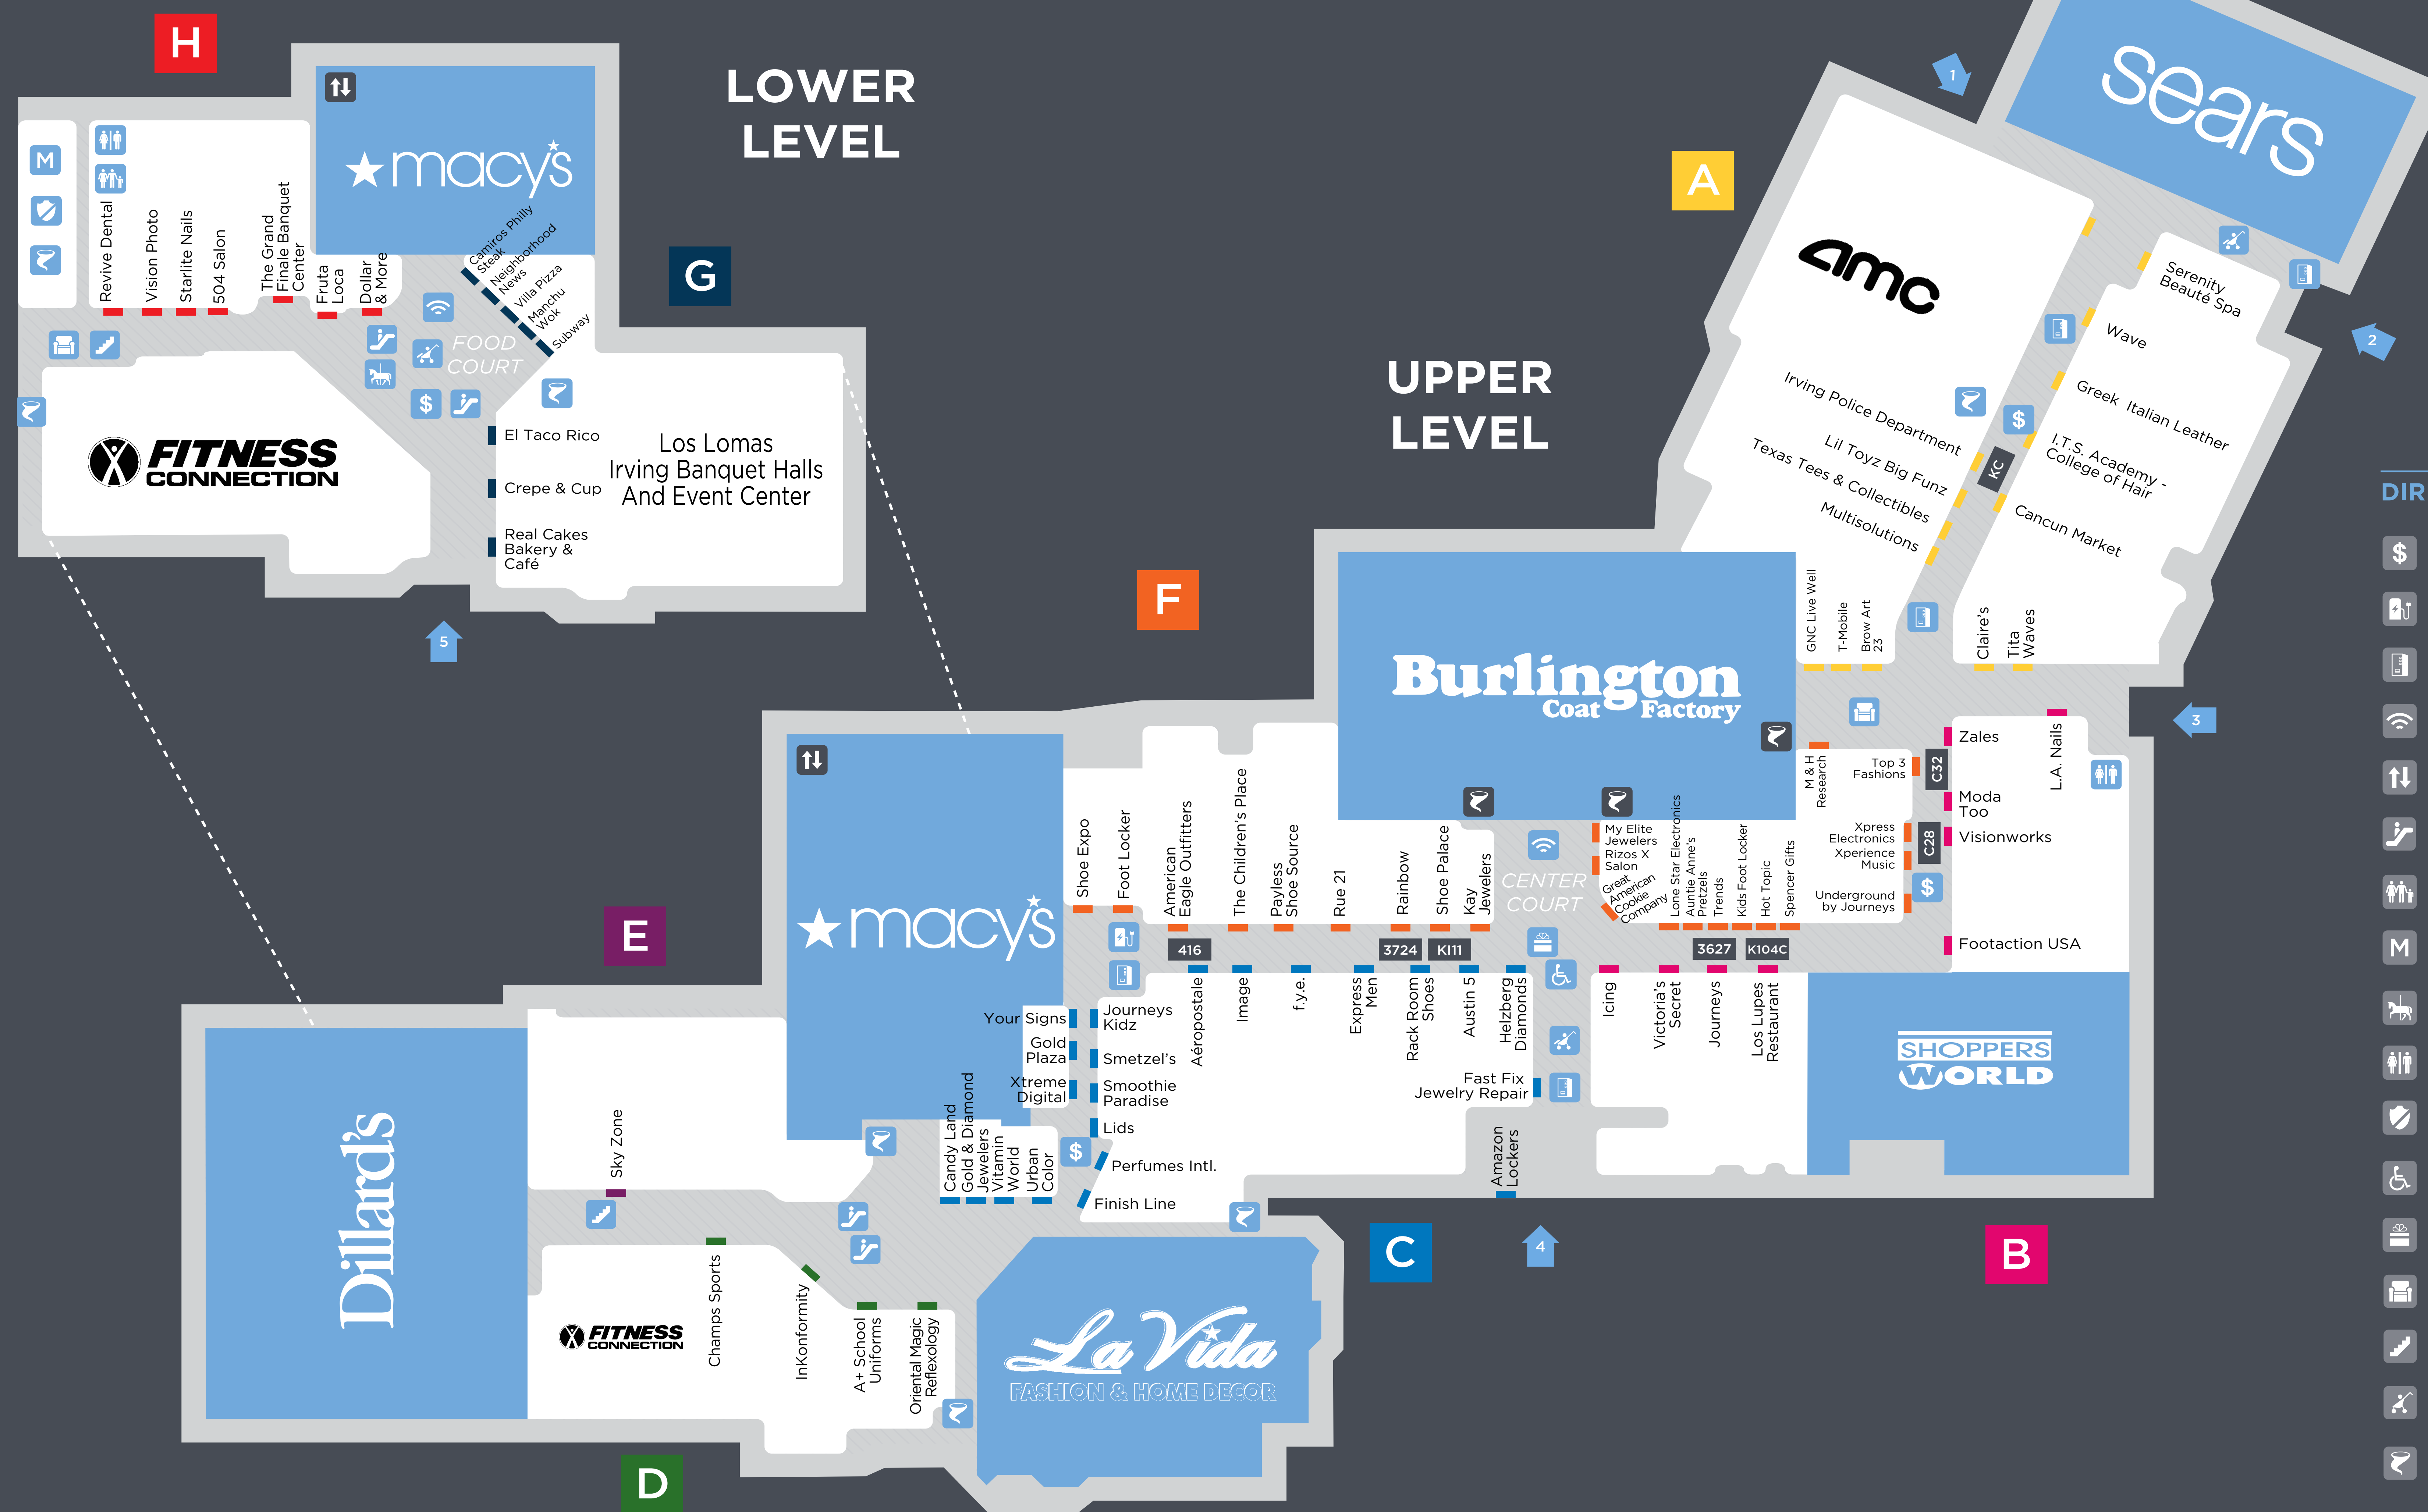 H
LOWER
LEVEL
macy's
M
Revive Dental
Vision Photo
Starlite Nails
504 Salon
The Grand
Finale Banquet
Center
Fruta
Loca
Dollar
& More
Camiros Philly
Steak
Neighborhood
News
Villa Pizza
Manchu
Wok
Subway
G
FOOD
COURT
$
FITNESS
CONNECTION
El Taco Rico
Crepe & Cup
Real Cakes
Bakery &
Café
Los Lomas
Irving Banquet Halls
And Event Center
5
UPPER
LEVEL
1
sears
A
amc
2
Serenity
Beauté Spa
Wave
Greek Italian Leather
I.T.S. Academy -
College of Hair
Cancun Market
$
KC
Irving Police Department
Lil Toyz Big Funz
Texas Tees & Collectibles
Multisolutions
GNC Live Well
T-Mobile
Brow Art
23
Claire's
Tita
Waves
3
DIR
$
M
F
Burlington
Coat Factory
M & H
Research
Top 3
Fashions
C32
Zales
L.A. Nails
Moda
Too
Visionworks
Xpress
Electronics
Xperience
Music
C28
$
Underground
by Journeys
Footaction USA
My Elite
Jewelers
Rizos X
Salon
Great
American
Cookie
Company
Lone Star Electronics
Auntie Anne's
Pretzels
Trends
Kids Foot Locker
Hot Topic
Spencer Gifts
CENTER
COURT
macy's
Shoe Expo
Foot Locker
American
Eagle Outfitters
The Children's Place
Payless
Shoe Source
Rue 21
Rainbow
Shoe Palace
Kay
Jewelers
416
3724
KI11
3627
K104C
E
Your Signs
Gold
Plaza
Xtreme
Digital
Journeys
Kidz
Smetzel's
Smoothie
Paradise
Lids
Perfumes Intl.
Finish Line
$
Aéropostale
Image
f.y.e.
Express
Men
Rack Room
Shoes
Austin 5
Helzberg
Diamonds
Fast Fix
Jewelry Repair
Amazon
Lockers
Icing
Victoria's
Secret
Journeys
Los Lupes
Restaurant
SHOPPERS
WORLD
Candy Land
Gold & Diamond
Jewelers
Vitamin
World
Urban
Color
Dillard's
Sky Zone
FITNESS
CONNECTION
Champs Sports
InKonformity
A+ School
Uniforms
Oriental Magic
Reflexology
La Vida
FASHION & HOME DECOR
C
4
B
D